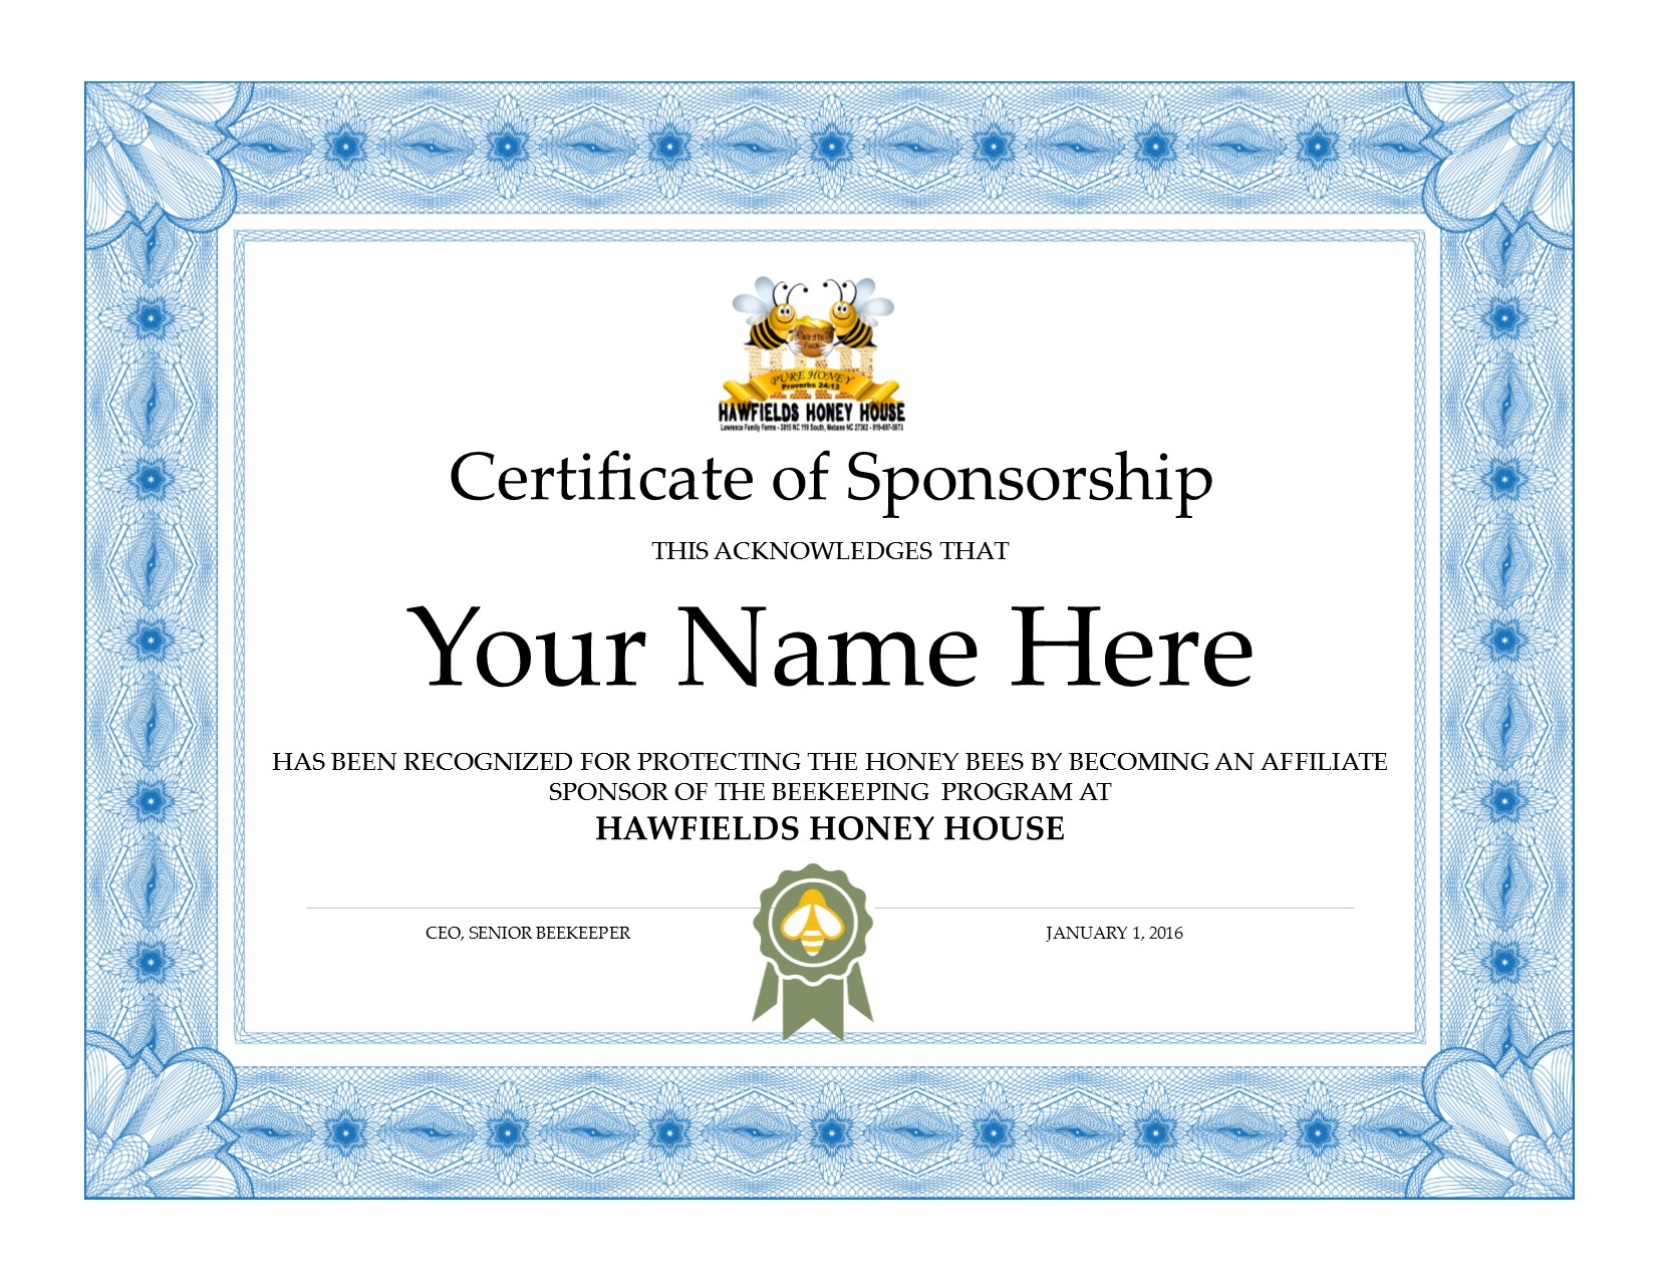 PURE HONEY
Proverbs 24:13
HAWFIELDS HONEY HOUSE
Lawrence Family Farms - 3815 NC 119 South, Mebane NC 27302 -
Certificate of Sponsorship
THIS ACKNOWLEDGES THAT
Your Name Here
HAS BEEN RECOGNIZED FOR PROTECTING THE HONEY BEES BY BECOMING AN AFFILIATE
SPONSOR OF THE BEEKEEPING PROGRAM AT
HAWFIELDS HONEY HOUSE
CEO, SENIOR BEEKEEPER
JANUARY 1, 2016